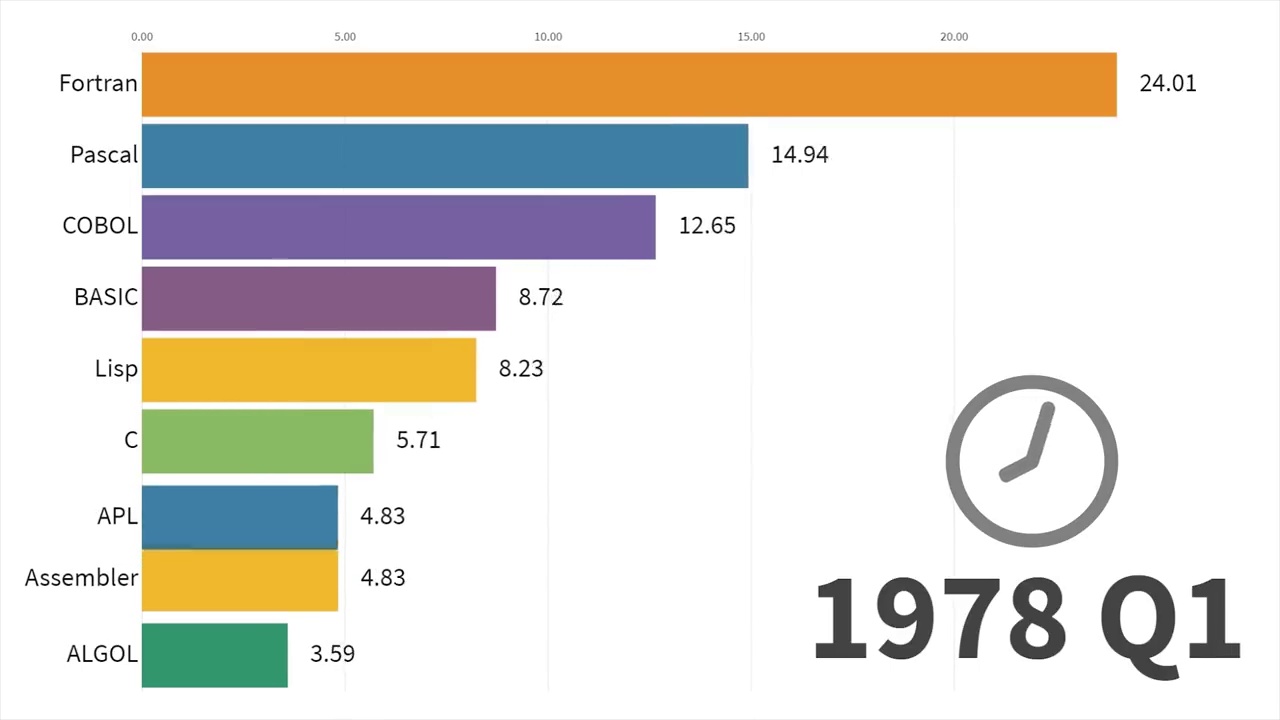 0.00 5.00 10.00 15.00 20.00
Fortran 24.01
Pascal 14.94
COBOL 12.65
BASIC 8.72
Lisp 8.23
C 5.71
APL 4.83
Assembler 4.83
ALGOL 3.59
1978 Q1